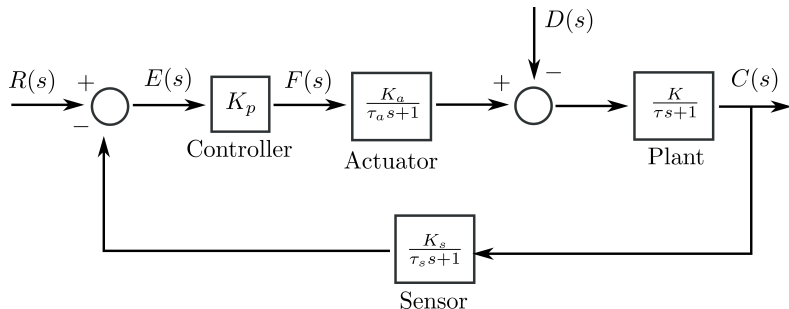 D(s)
R(s) + E(s) F(s) + − C(s)
K_p
K_a
τ_a s+1
K
τs+1
−
Controller
Actuator
Plant
K_s
τ_s s+1
Sensor